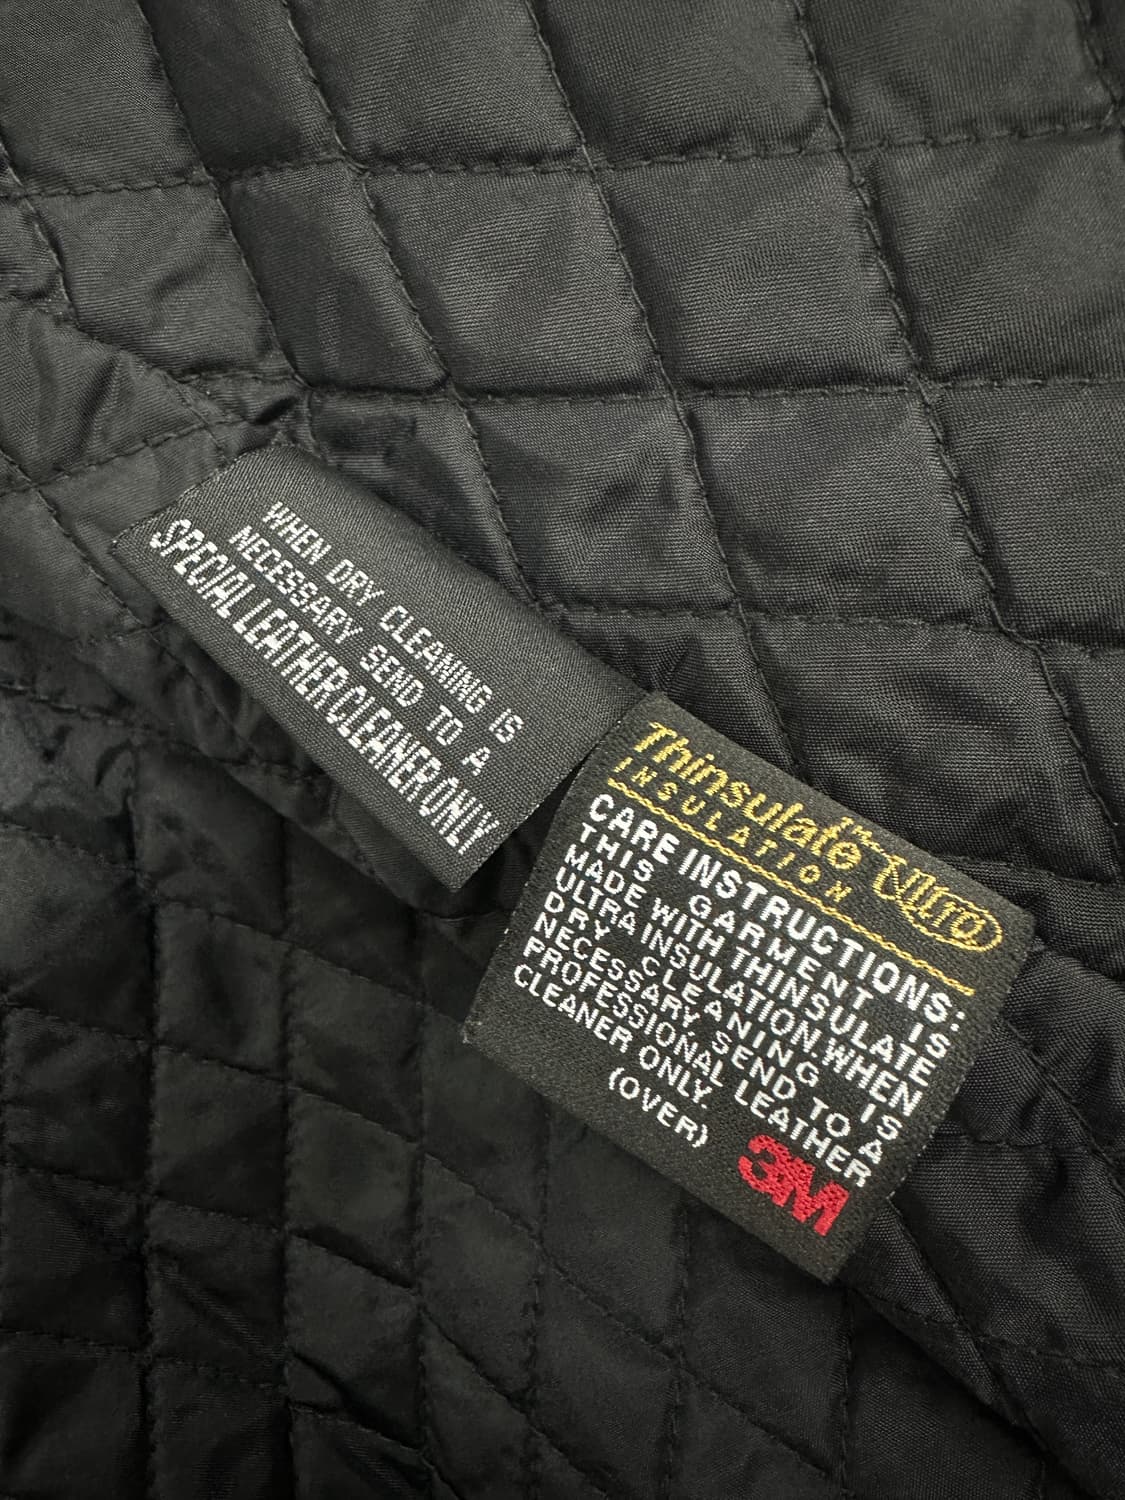 WHEN DRY CLEANING IS
NECESSARY SEND TO A
SPECIAL LEATHER CLEANER ONLY
Thinsulate™ Ultra
INSULATION
CARE INSTRUCTIONS:
THIS GARMENT IS
MADE WITH THINSULATE
ULTRA INSULATION. WHEN
DRY CLEANING IS
NECESSARY, SEND TO A
PROFESSIONAL LEATHER
CLEANER ONLY.
(OVER)
3M